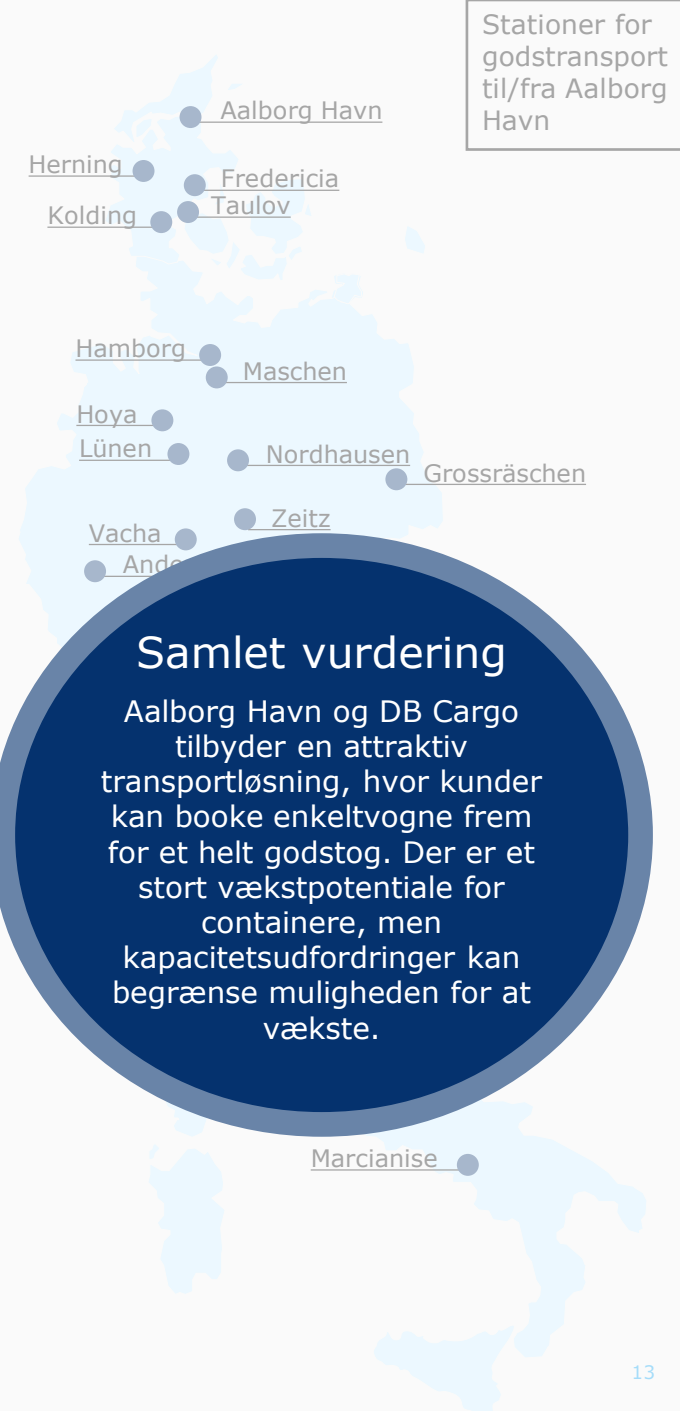 Stationer for
godstransport
til/fra Aalborg
Havn
Aalborg Havn
Herning
Fredericia
Taulov
Kolding
Hamborg
Maschen
Hoya
Lünen
Nordhausen
Grossräschen
Zeitz
Vacha
Samlet vurdering
Aalborg Havn og DB Cargo
tilbyder en attraktiv
transportløsning, hvor kunder
kan booke enkeltvogne frem
for et helt godstog. Der er et
stort vækstpotentiale for
containere, men
kapacitetsudfordringer kan
begrænse muligheden for at
vækste.
Marcianise
13